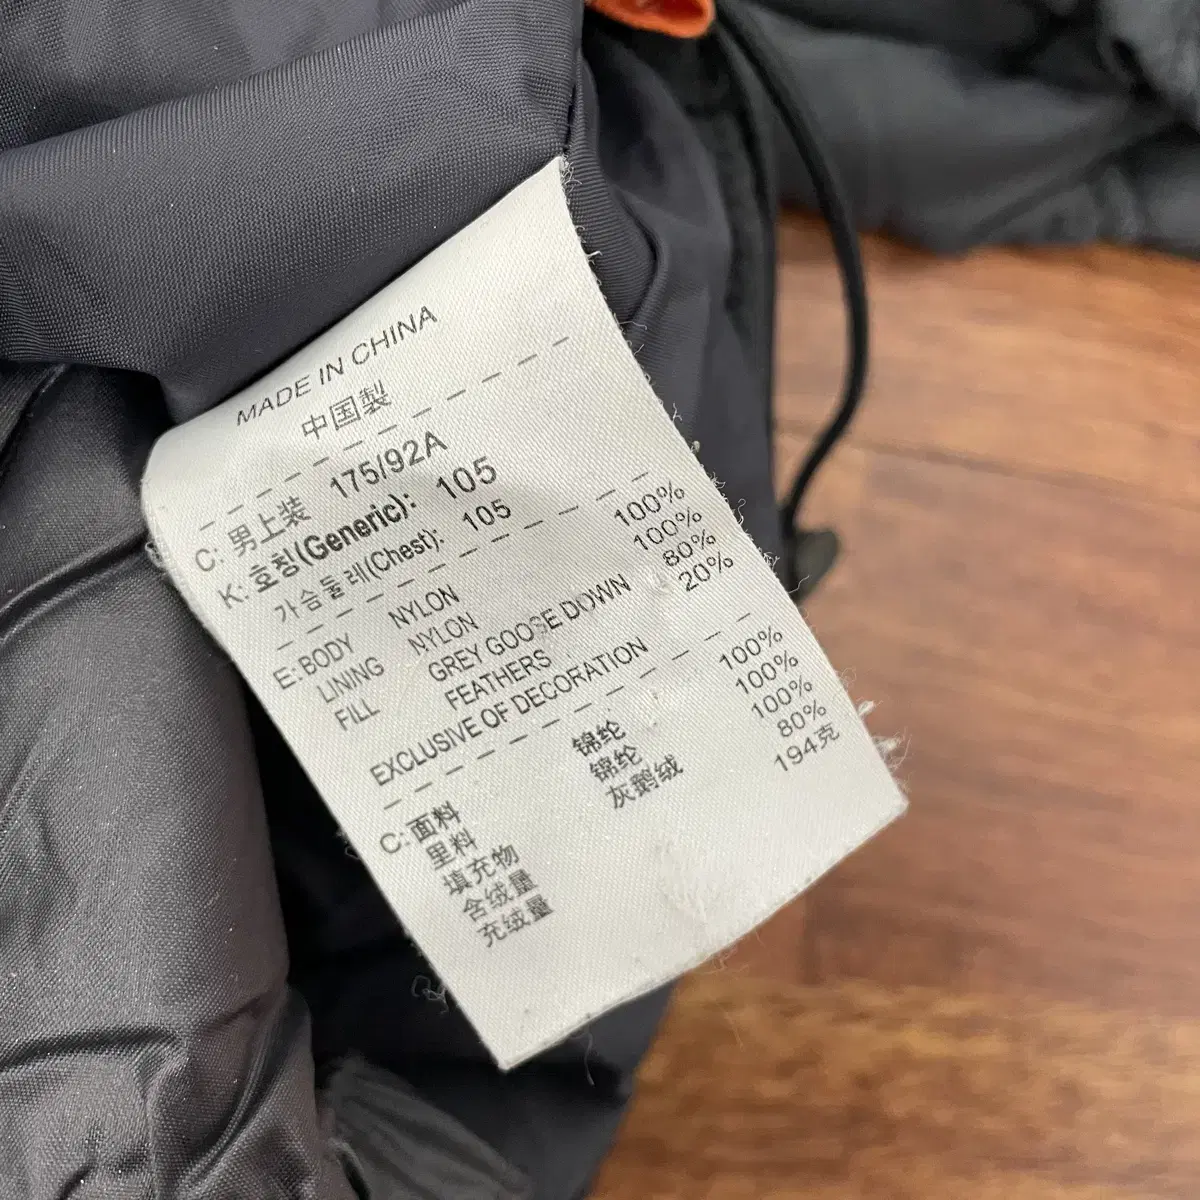 MADE IN CHINA
中国製
C: 男上装 175/92A
K: 호칭(Generic): 105
가슴둘레(Chest): 105
E: BODY NYLON 100%
LINING NYLON 100%
FILL GREY GOOSE DOWN 80%
FEATHERS 20%
EXCLUSIVE OF DECORATION
C: 面料 锦纶 100%
里料 锦纶 100%
填充物 灰鹅绒 100%
含绒量 80%
充绒量 194克